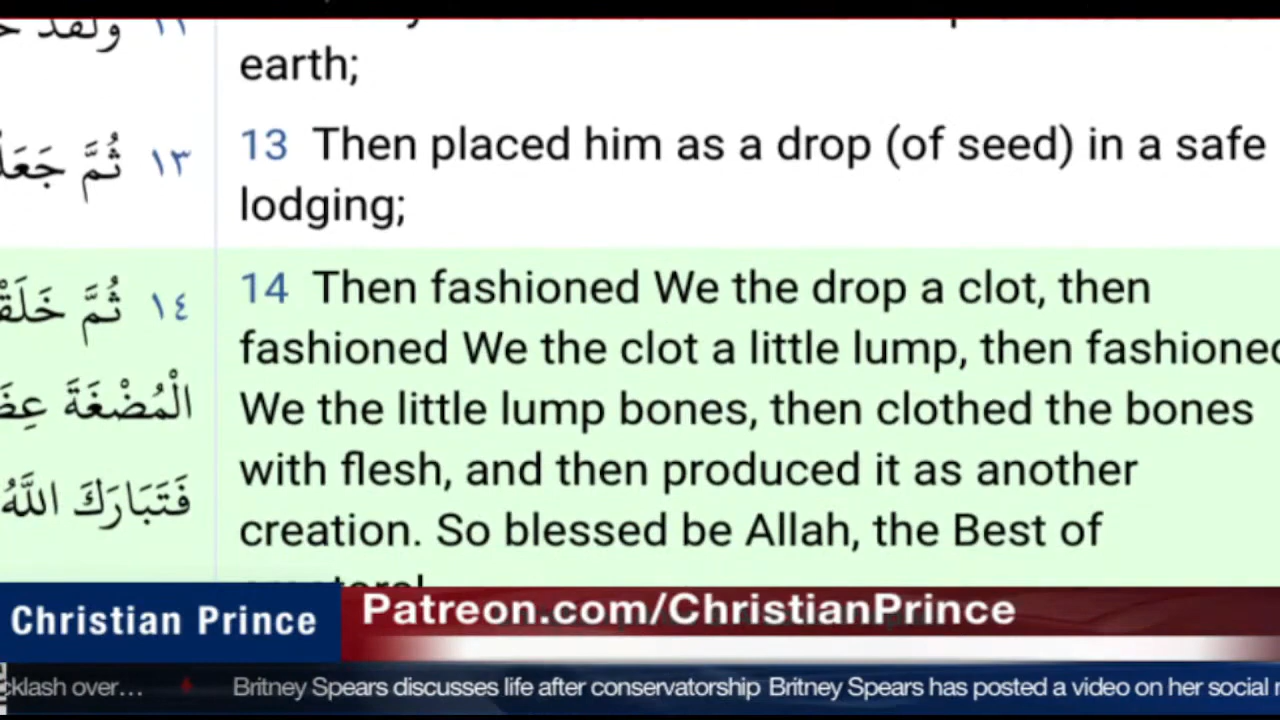 earth;
١٣ ثُمَّ
13 Then placed him as a drop (of seed) in a safe
lodging;
١٤ ثُمَّ
14 Then fashioned We the drop a clot, then
fashioned We the clot a little lump, then fashioned
الْمُضْغَةَ
We the little lump bones, then clothed the bones
with flesh, and then produced it as another
فَتَبَارَكَ اللَّهُ
creation. So blessed be Allah, the Best of
Christian Prince
Patreon.com/ChristianPrince
over… Britney Spears discusses life after conservatorship Britney Spears has posted a video on her social